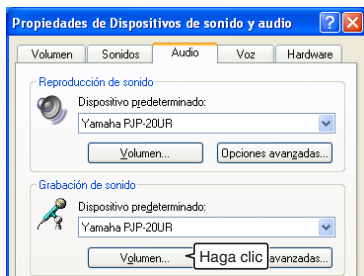 Propiedades de Dispositivos de sonido y audio
Volumen Sonidos Audio Voz Hardware
Reproducción de sonido
Dispositivo predeterminado:
Yamaha PJP-20UR
Volumen... Opciones avanzadas...
Grabación de sonido
Dispositivo predeterminado:
Yamaha PJP-20UR
Volumen... Haga clic avanzadas...